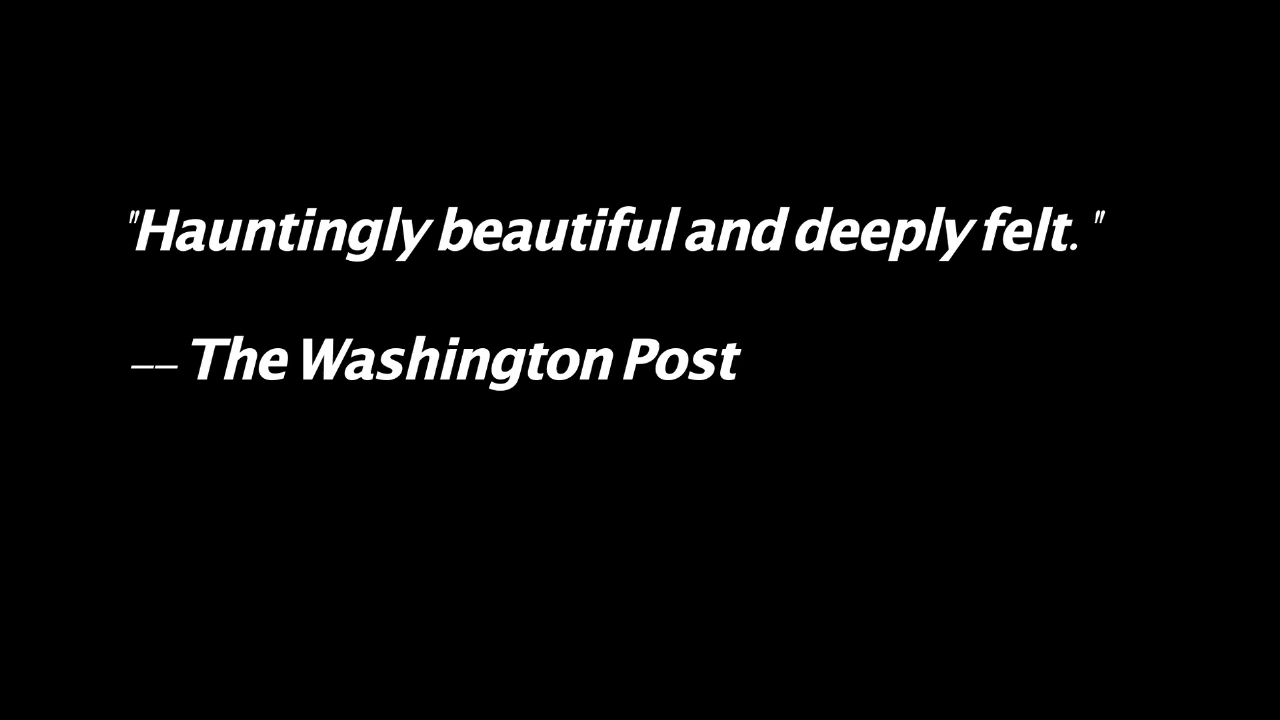 "Hauntingly beautiful and deeply felt. "
-- The Washington Post